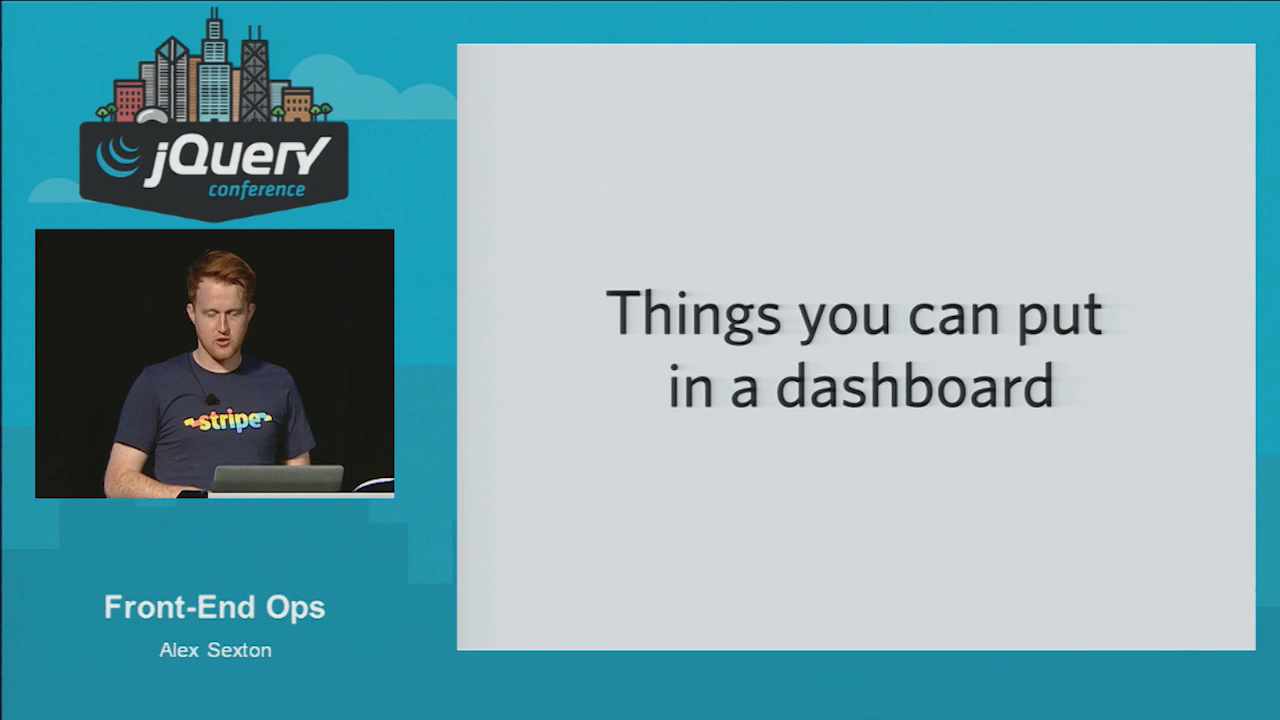 jQuery
conference
stripe
Front-End Ops
Alex Sexton
Things you can put
in a dashboard